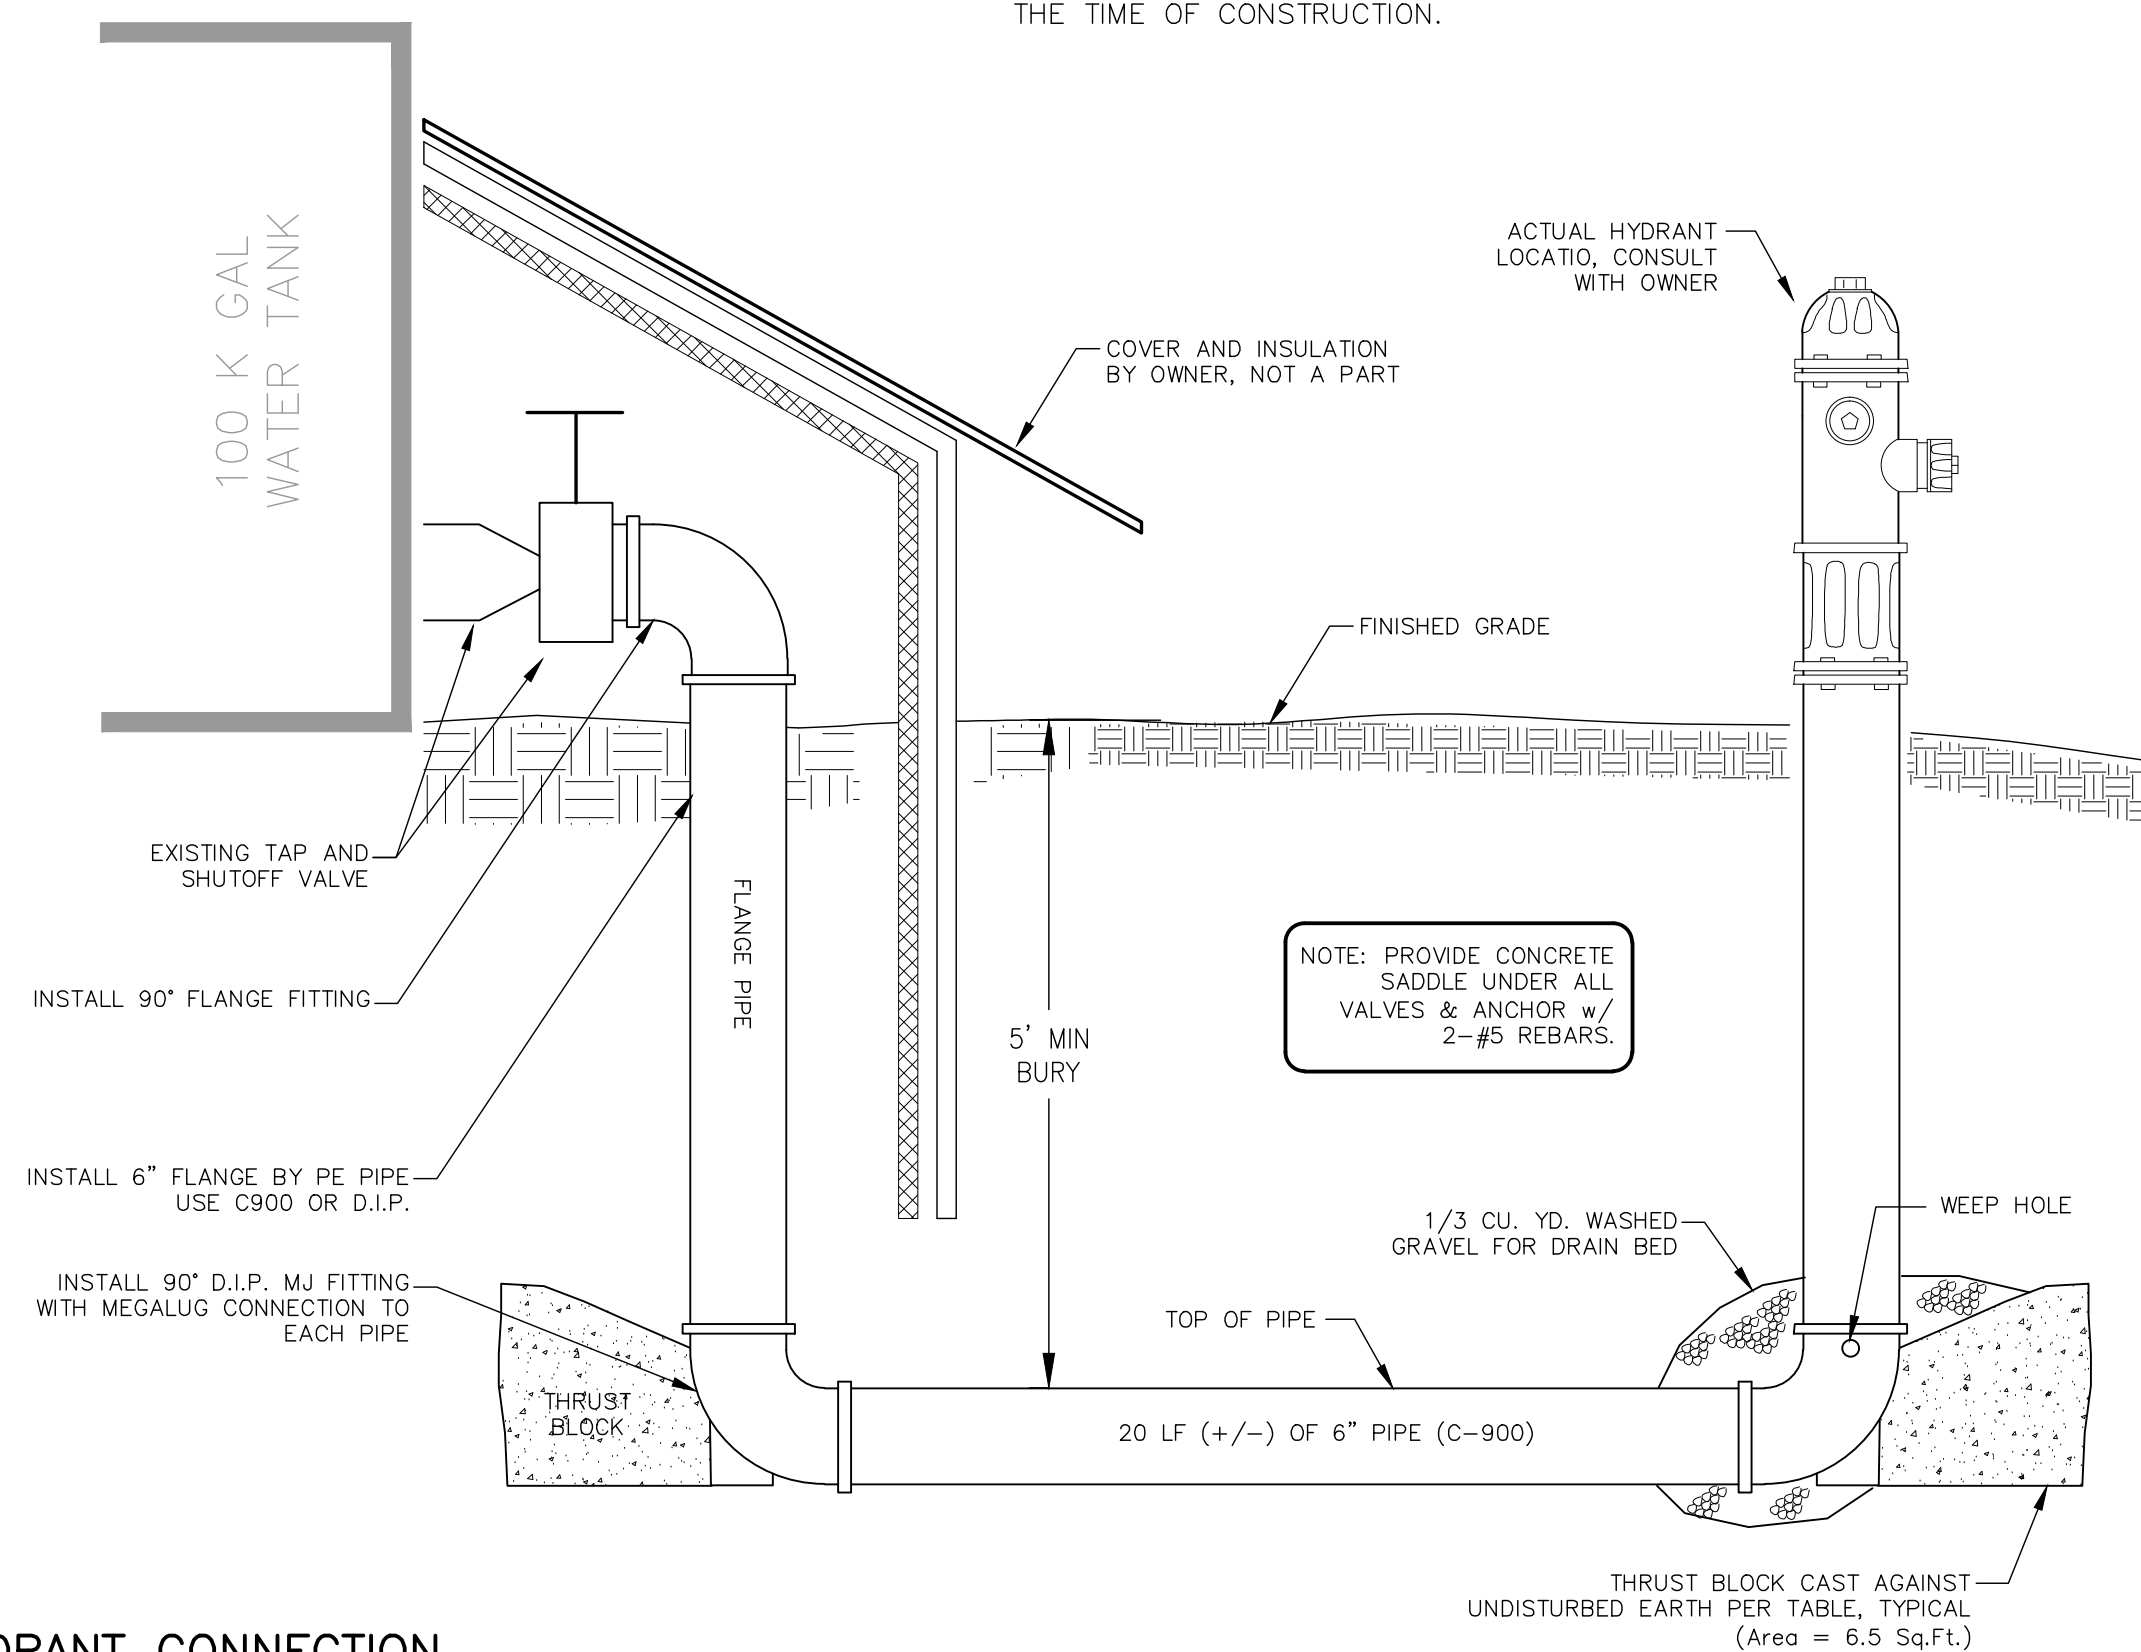 THE TIME OF CONSTRUCTION.
100 K GAL
WATER TANK
ACTUAL HYDRANT
LOCATIO, CONSULT
WITH OWNER
COVER AND INSULATION
BY OWNER, NOT A PART
FINISHED GRADE
EXISTING TAP AND
SHUTOFF VALVE
FLANGE PIPE
INSTALL 90° FLANGE FITTING
NOTE: PROVIDE CONCRETE
SADDLE UNDER ALL
VALVES & ANCHOR w/
2-#5 REBARS.
5' MIN
BURY
INSTALL 6" FLANGE BY PE PIPE
USE C900 OR D.I.P.
1/3 CU. YD. WASHED
GRAVEL FOR DRAIN BED
WEEP HOLE
INSTALL 90° D.I.P. MJ FITTING
WITH MEGALUG CONNECTION TO
EACH PIPE
TOP OF PIPE
THRUST
BLOCK
20 LF (+/-) OF 6" PIPE (C-900)
THRUST BLOCK CAST AGAINST
UNDISTURBED EARTH PER TABLE, TYPICAL
(Area = 6.5 Sq.Ft.)
CONNECTION